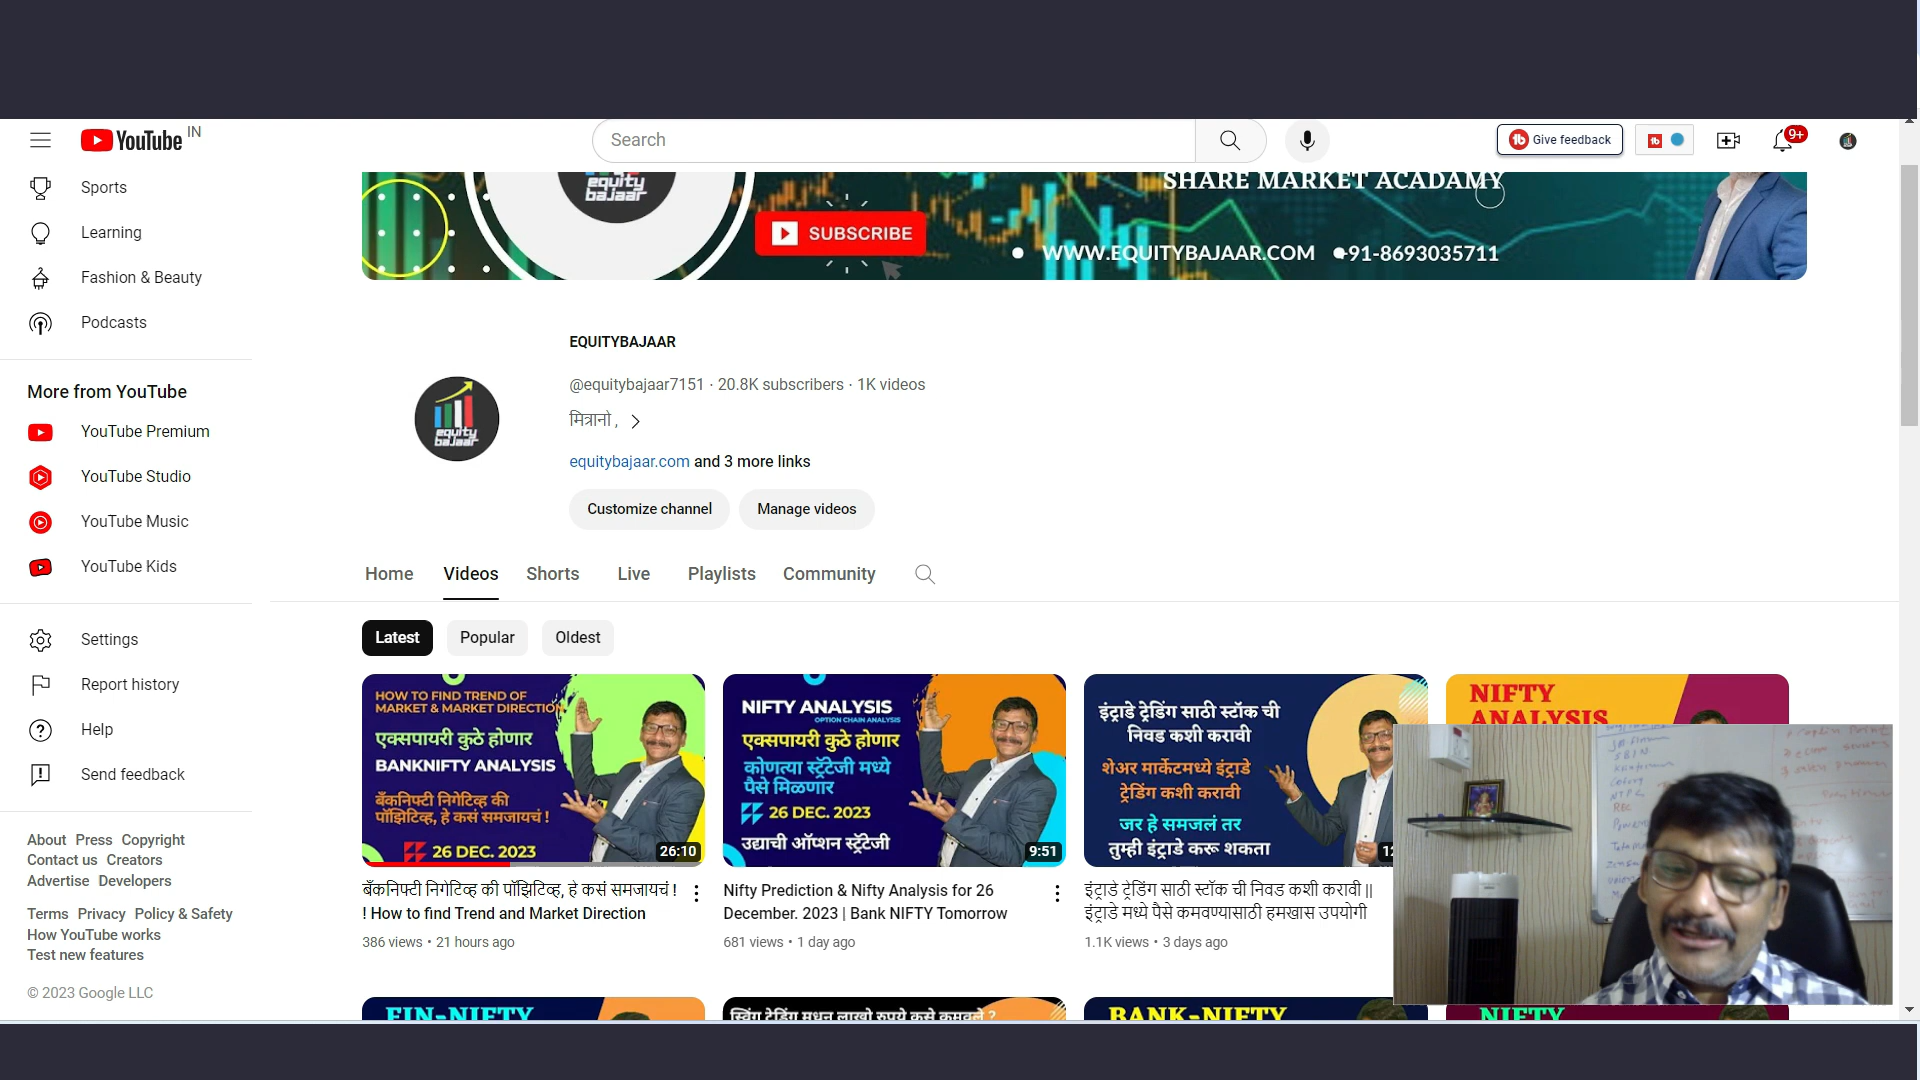 YouTube IN
Search
Give feedback
9+
Sports
Learning
Fashion & Beauty
Podcasts
More from YouTube
YouTube Premium
YouTube Studio
YouTube Music
YouTube Kids
Settings
Report history
Help
Send feedback
About Press Copyright
Contact us Creators
Advertise Developers
Terms Privacy Policy & Safety
How YouTube works
Test new features
© 2023 Google LLC
equity
bajaar
SUBSCRIBE
SHARE MARKET ACADAMY
WWW.EQUITYBAJAAR.COM +91-8693035711
equity
bajaar
EQUITYBAJAAR
@equitybajaar7151 · 20.8K subscribers · 1K videos
मित्रानो ,
equitybajaar.com and 3 more links
Customize channel Manage videos
Home Videos Shorts Live Playlists Community
Latest Popular Oldest
HOW TO FIND TREND OF
MARKET & MARKET DIRECTION
एक्सपायरी कुठे होणार
BANKNIFTY ANALYSIS
बँकनिफ्टी निगेटिव्ह की
पॉझिटिव्ह, हे कसं समजायचं !
26 DEC. 2023
26:10
बँकनिफ्टी निगेटिव्ह की पॉझिटिव्ह, हे कसं समजायचं !
! How to find Trend and Market Direction
386 views • 21 hours ago
NIFTY ANALYSIS
OPTION CHAIN ANALYSIS
एक्सपायरी कुठे होणार
कोणत्या स्ट्रॅटेजी मध्ये
पैसे मिळणार
26 DEC. 2023
उद्याची ऑप्शन स्ट्रॅटेजी
9:51
Nifty Prediction & Nifty Analysis for 26
December. 2023 | Bank NIFTY Tomorrow
681 views • 1 day ago
इंट्राडे ट्रेडिंग साठी स्टॉक ची
निवड कशी करावी
शेअर मार्केटमध्ये इंट्राडे
ट्रेडिंग कशी करावी
जर हे समजलं तर
तुम्ही इंट्राडे करू शकता
12
इंट्राडे ट्रेडिंग साठी स्टॉक ची निवड कशी करावी ||
इंट्राडे मध्ये पैसे कमवण्यासाठी हमखास उपयोगी
1.1K views • 3 days ago
NIFTY
ANALYSIS
FIN-NIFTY
स्विंग ट्रेडिंग मधून लाखो रुपये कसे कमवले ?
BANK-NIFTY
NIFTY